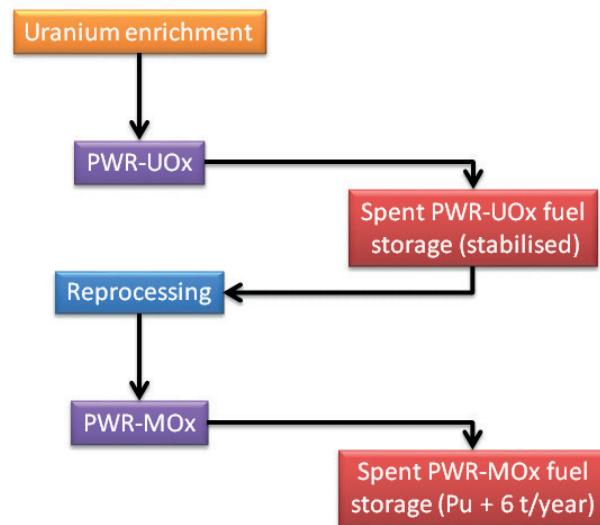 Uranium enrichment
PWR-UOx
Spent PWR-UOx fuel
storage (stabilised)
Reprocessing
PWR-MOx
Spent PWR-MOx fuel
storage (Pu + 6 t/year)